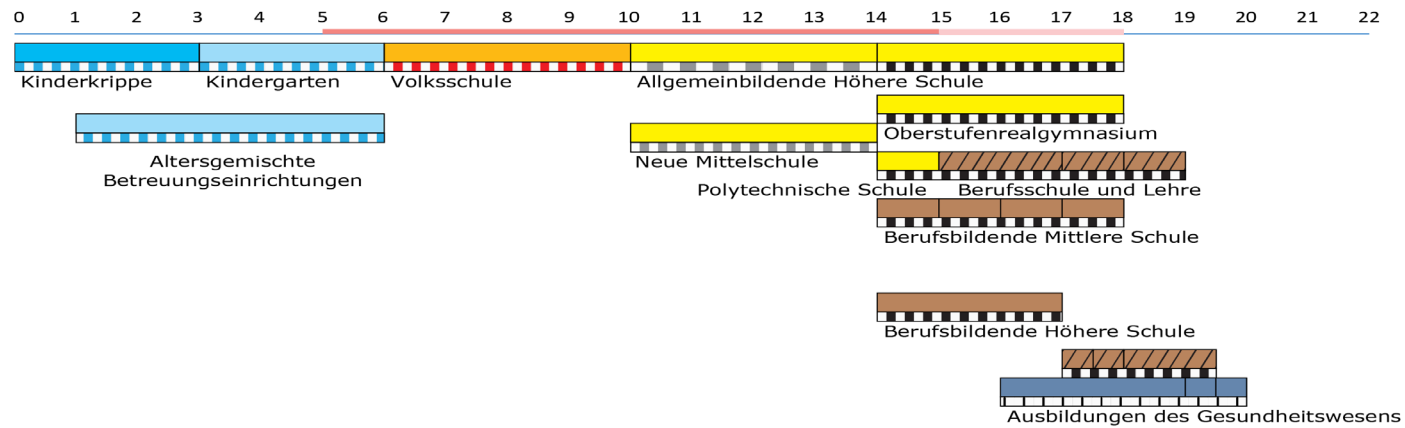 0 1 2 3 4 5 6 7 8 9 10 11 12 13 14 15 16 17 18 19 20 21 22
Kinderkrippe Kindergarten Volksschule Allgemeinbildende Höhere Schule
Oberstufenrealgymnasium
Altersgemischte
Betreuungseinrichtungen
Neue Mittelschule
Polytechnische Schule Berufsschule und Lehre
Berufsbildende Mittlere Schule
Berufsbildende Höhere Schule
Ausbildungen des Gesundheitswesens